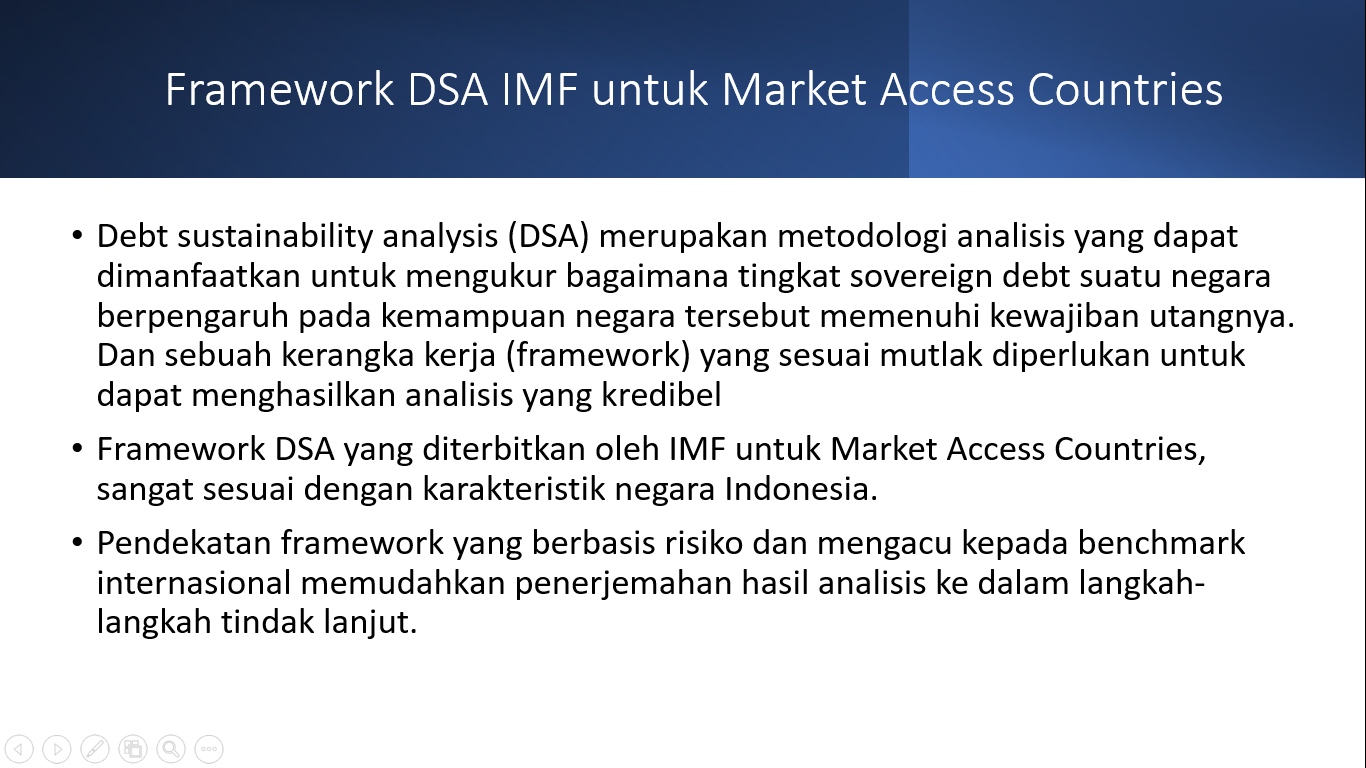 Framework DSA IMF untuk Market Access Countries
• Debt sustainability analysis (DSA) merupakan metodologi analisis yang dapat
dimanfaatkan untuk mengukur bagaimana tingkat sovereign debt suatu negara
berpengaruh pada kemampuan negara tersebut memenuhi kewajiban utangnya.
Dan sebuah kerangka kerja (framework) yang sesuai mutlak diperlukan untuk
dapat menghasilkan analisis yang kredibel
• Framework DSA yang diterbitkan oleh IMF untuk Market Access Countries,
sangat sesuai dengan karakteristik negara Indonesia.
• Pendekatan framework yang berbasis risiko dan mengacu kepada benchmark
internasional memudahkan penerjemahan hasil analisis ke dalam langkah-
langkah tindak lanjut.